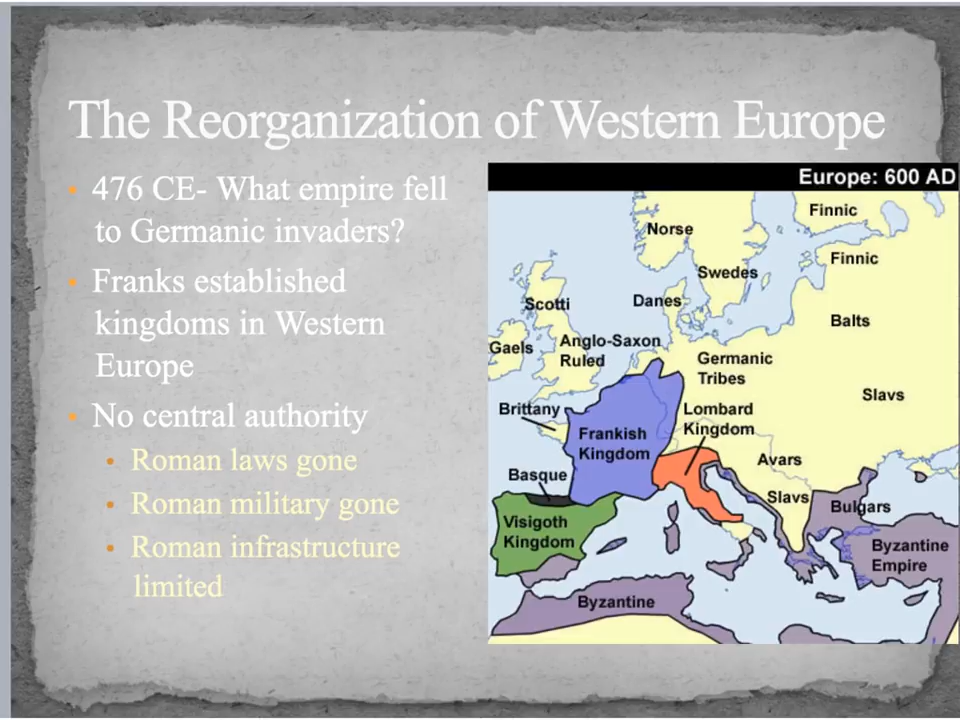 The Reorganization of Western Europe
• 476 CE- What empire fell
to Germanic invaders?
• Franks established
kingdoms in Western
Europe
• No central authority
• Roman laws gone
• Roman military gone
• Roman infrastructure
limited
Europe: 600 AD
Finnic
Norse
Finnic
Swedes
Danes
Scotti
Balts
Anglo-Saxon
Ruled
Gaels
Germanic
Tribes
Slavs
Brittany
Lombard
Kingdom
Frankish
Kingdom
Avars
Basque
Slavs
Bulgars
Visigoth
Kingdom
Byzantine
Empire
Byzantine